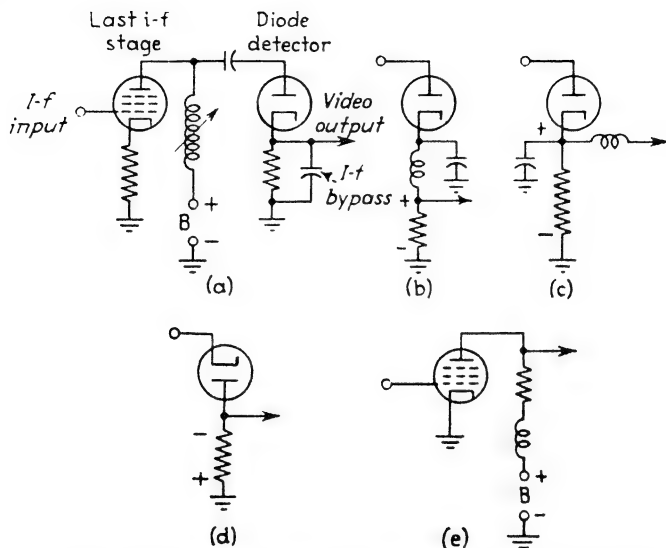 Last i-f
stage
Diode
detector
I-f
input
Video
output
I-f
bypass
+
B
-
(a)
+
-
(b)
+
-
(c)
-
+
(d)
+
B
-
(e)